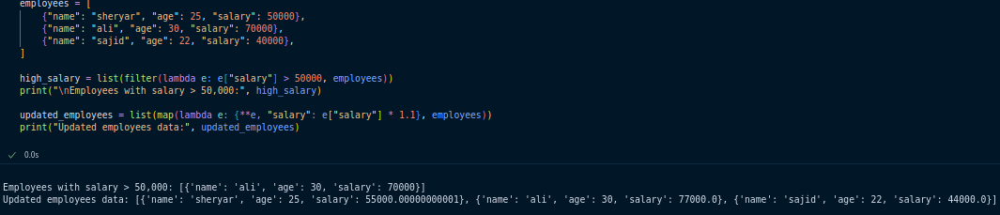 employees = [
    {"name": "sheryar", "age": 25, "salary": 50000},
    {"name": "ali", "age": 30, "salary": 70000},
    {"name": "sajid", "age": 22, "salary": 40000},
]
high_salary = list(filter(lambda e: e["salary"] > 50000, employees))
print("\nEmployees with salary > 50,000:", high_salary)
updated_employees = list(map(lambda e: {**e, "salary": e["salary"] * 1.1}, employees))
print("Updated employees data:", updated_employees)
0.0s
Employees with salary > 50,000: [{'name': 'ali', 'age': 30, 'salary': 70000}]
Updated employees data: [{'name': 'sheryar', 'age': 25, 'salary': 55000.00000000001}, {'name': 'ali', 'age': 30, 'salary': 77000.0}, {'name': 'sajid', 'age': 22, 'salary': 44000.0}]